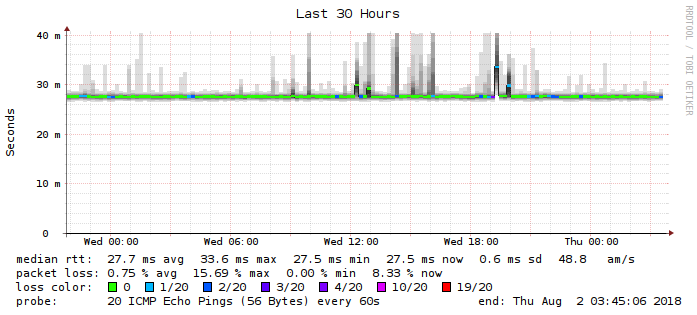 Last 30 Hours
RRDTOOL / TOBI OETIKER
Seconds
40 m
30 m
20 m
10 m
0
Wed 00:00 Wed 06:00 Wed 12:00 Wed 18:00 Thu 00:00
median rtt: 27.7 ms avg 33.6 ms max 27.5 ms min 27.5 ms now 0.6 ms sd 48.8 am/s
packet loss: 0.75 % avg 15.69 % max 0.00 % min 8.33 % now
loss color: 0 1/20 2/20 3/20 4/20 10/20 19/20
probe: 20 ICMP Echo Pings (56 Bytes) every 60s end: Thu Aug 2 03:45:06 2018